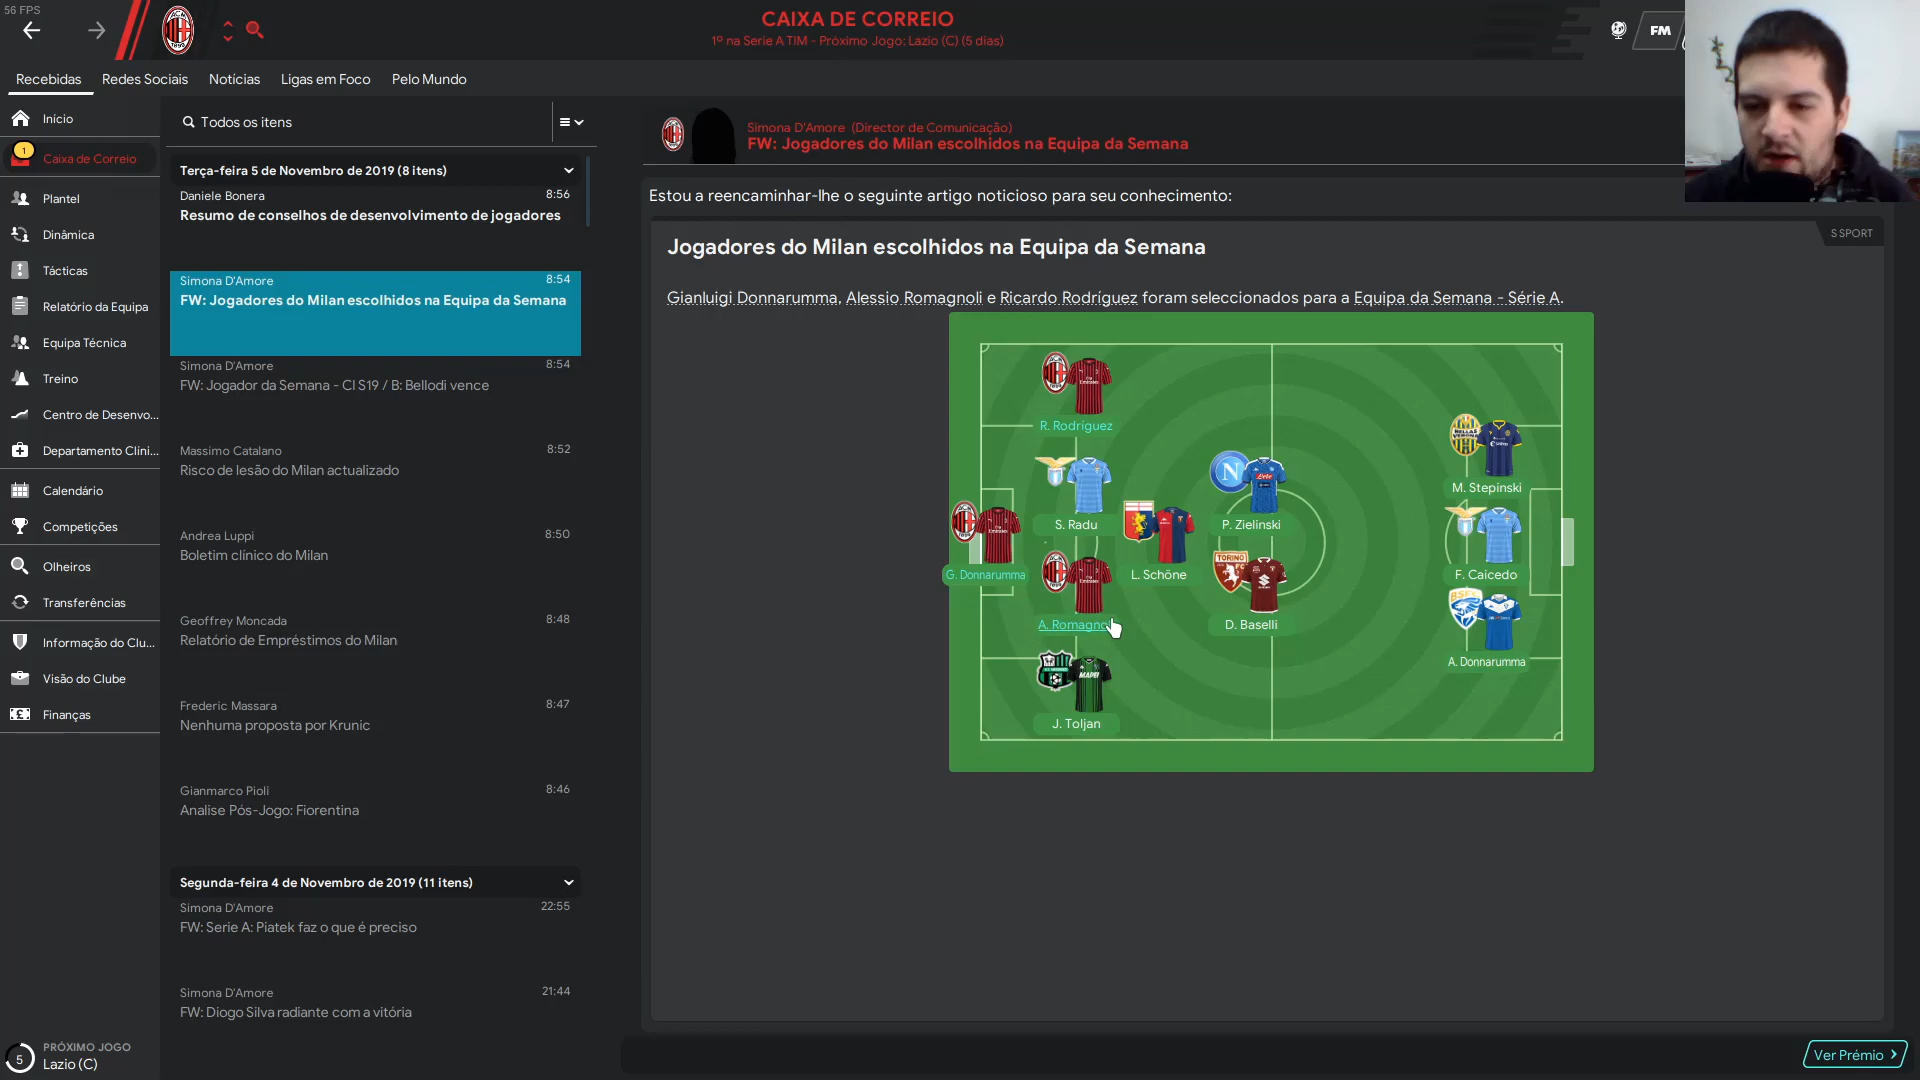 56 FPS
CAIXA DE CORREIO
1º na Serie A TIM - Próximo Jogo: Lazio (C) (5 dias)
FM
Recebidas
Redes Sociais
Notícias
Ligas em Foco
Pelo Mundo
Início
1
Caixa de Correio
Plantel
Dinâmica
Tácticas
Relatório da Equipa
Equipa Técnica
Treino
Centro de Desenvo...
Departamento Clíni...
Calendário
Competições
Olheiros
Transferências
Informação do Clu...
Visão do Clube
Finanças
5
PRÓXIMO JOGO
Lazio (C)
Todos os itens
Terça-feira 5 de Novembro de 2019 (8 itens)
Daniele Bonera 8:56
Resumo de conselhos de desenvolvimento de jogadores
Simona D'Amore 8:54
FW: Jogadores do Milan escolhidos na Equipa da Semana
Simona D'Amore 8:54
FW: Jogador da Semana - CI S19 / B: Bellodi vence
Massimo Catalano 8:52
Risco de lesão do Milan actualizado
Andrea Luppi 8:50
Boletim clínico do Milan
Geoffrey Moncada 8:48
Relatório de Empréstimos do Milan
Frederic Massara 8:47
Nenhuma proposta por Krunic
Gianmarco Pioli 8:46
Analise Pós-Jogo: Fiorentina
Segunda-feira 4 de Novembro de 2019 (11 itens)
Simona D'Amore 22:55
FW: Serie A: Piatek faz o que é preciso
Simona D'Amore 21:44
FW: Diogo Silva radiante com a vitória
Simona D'Amore (Director de Comunicação)
FW: Jogadores do Milan escolhidos na Equipa da Semana
Estou a reencaminhar-lhe o seguinte artigo noticioso para seu conhecimento:
S SPORT
Jogadores do Milan escolhidos na Equipa da Semana
Gianluigi Donnarumma, Alessio Romagnoli e Ricardo Rodríguez foram seleccionados para a Equipa da Semana - Série A.
R. Rodríguez
M. Stepinski
S. Radu
P. Zielinski
G. Donnarumma
L. Schöne
F. Caicedo
TORINO
A. Romagno
D. Baselli
A. Donnarumma
MAPEI
J. Toljan
Ver Prémio